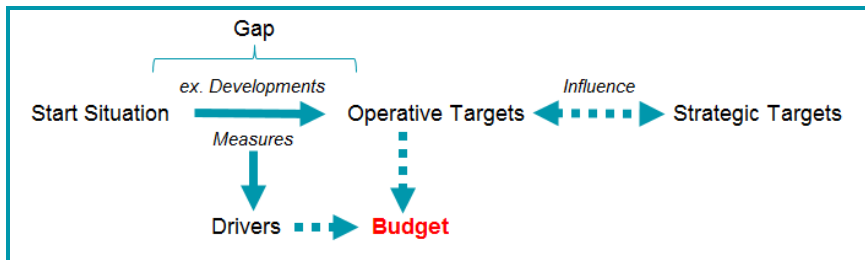 Gap
ex. Developments
Influence
Start Situation
Operative Targets
Strategic Targets
Measures
Drivers
Budget